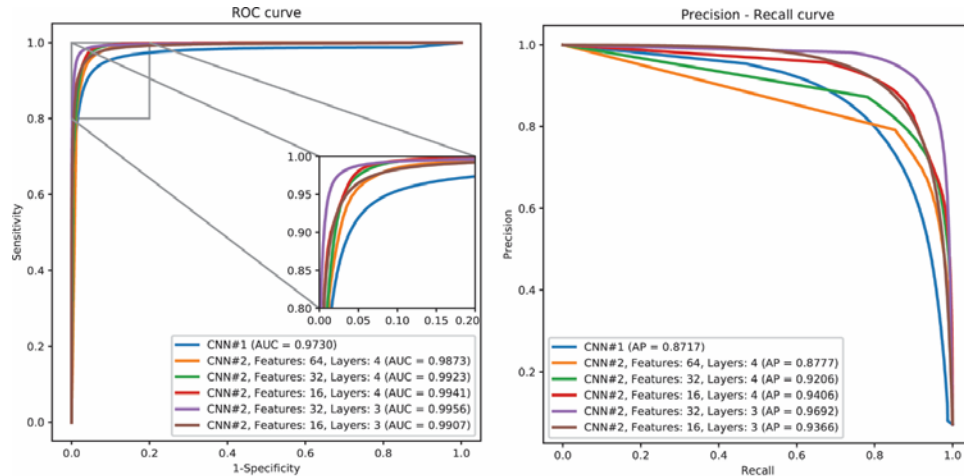 ROC curve
1.0
0.8
0.6
0.4
0.2
0.0
Sensitivity
0.0 0.2 0.4 0.6 0.8 1.0
1-Specificity
1.00
0.95
0.90
0.85
0.80
0.00 0.05 0.10 0.15 0.20
CNN#1 (AUC = 0.9730)
CNN#2, Features: 64, Layers: 4 (AUC = 0.9873)
CNN#2, Features: 32, Layers: 4 (AUC = 0.9923)
CNN#2, Features: 16, Layers: 4 (AUC = 0.9941)
CNN#2, Features: 32, Layers: 3 (AUC = 0.9956)
CNN#2, Features: 16, Layers: 3 (AUC = 0.9907)
Precision - Recall curve
1.0
0.8
0.6
0.4
0.2
Precision
0.0 0.2 0.4 0.6 0.8 1.0
Recall
CNN#1 (AP = 0.8717)
CNN#2, Features: 64, Layers: 4 (AP = 0.8777)
CNN#2, Features: 32, Layers: 4 (AP = 0.9206)
CNN#2, Features: 16, Layers: 4 (AP = 0.9406)
CNN#2, Features: 32, Layers: 3 (AP = 0.9692)
CNN#2, Features: 16, Layers: 3 (AP = 0.9366)